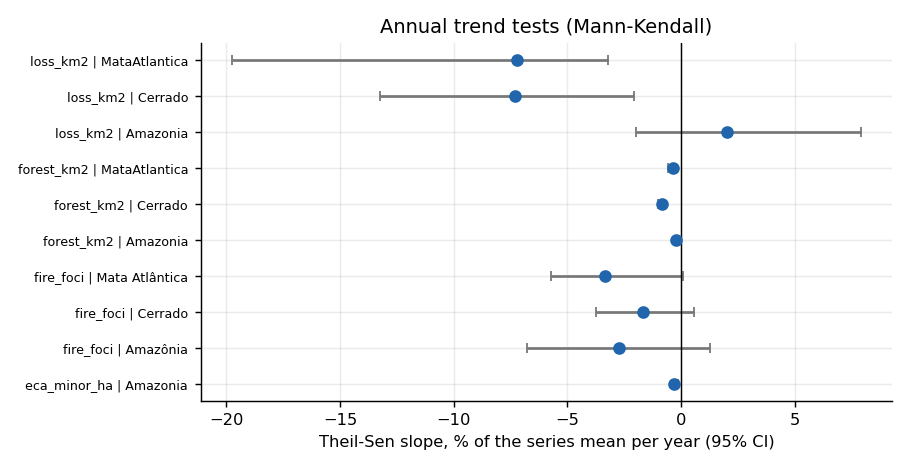 Annual trend tests (Mann-Kendall)
loss_km2 | MataAtlantica
loss_km2 | Cerrado
loss_km2 | Amazonia
forest_km2 | MataAtlantica
forest_km2 | Cerrado
forest_km2 | Amazonia
fire_foci | Mata Atlântica
fire_foci | Cerrado
fire_foci | Amazônia
eca_minor_ha | Amazonia
−20 −15 −10 −5 0 5
Theil-Sen slope, % of the series mean per year (95% CI)